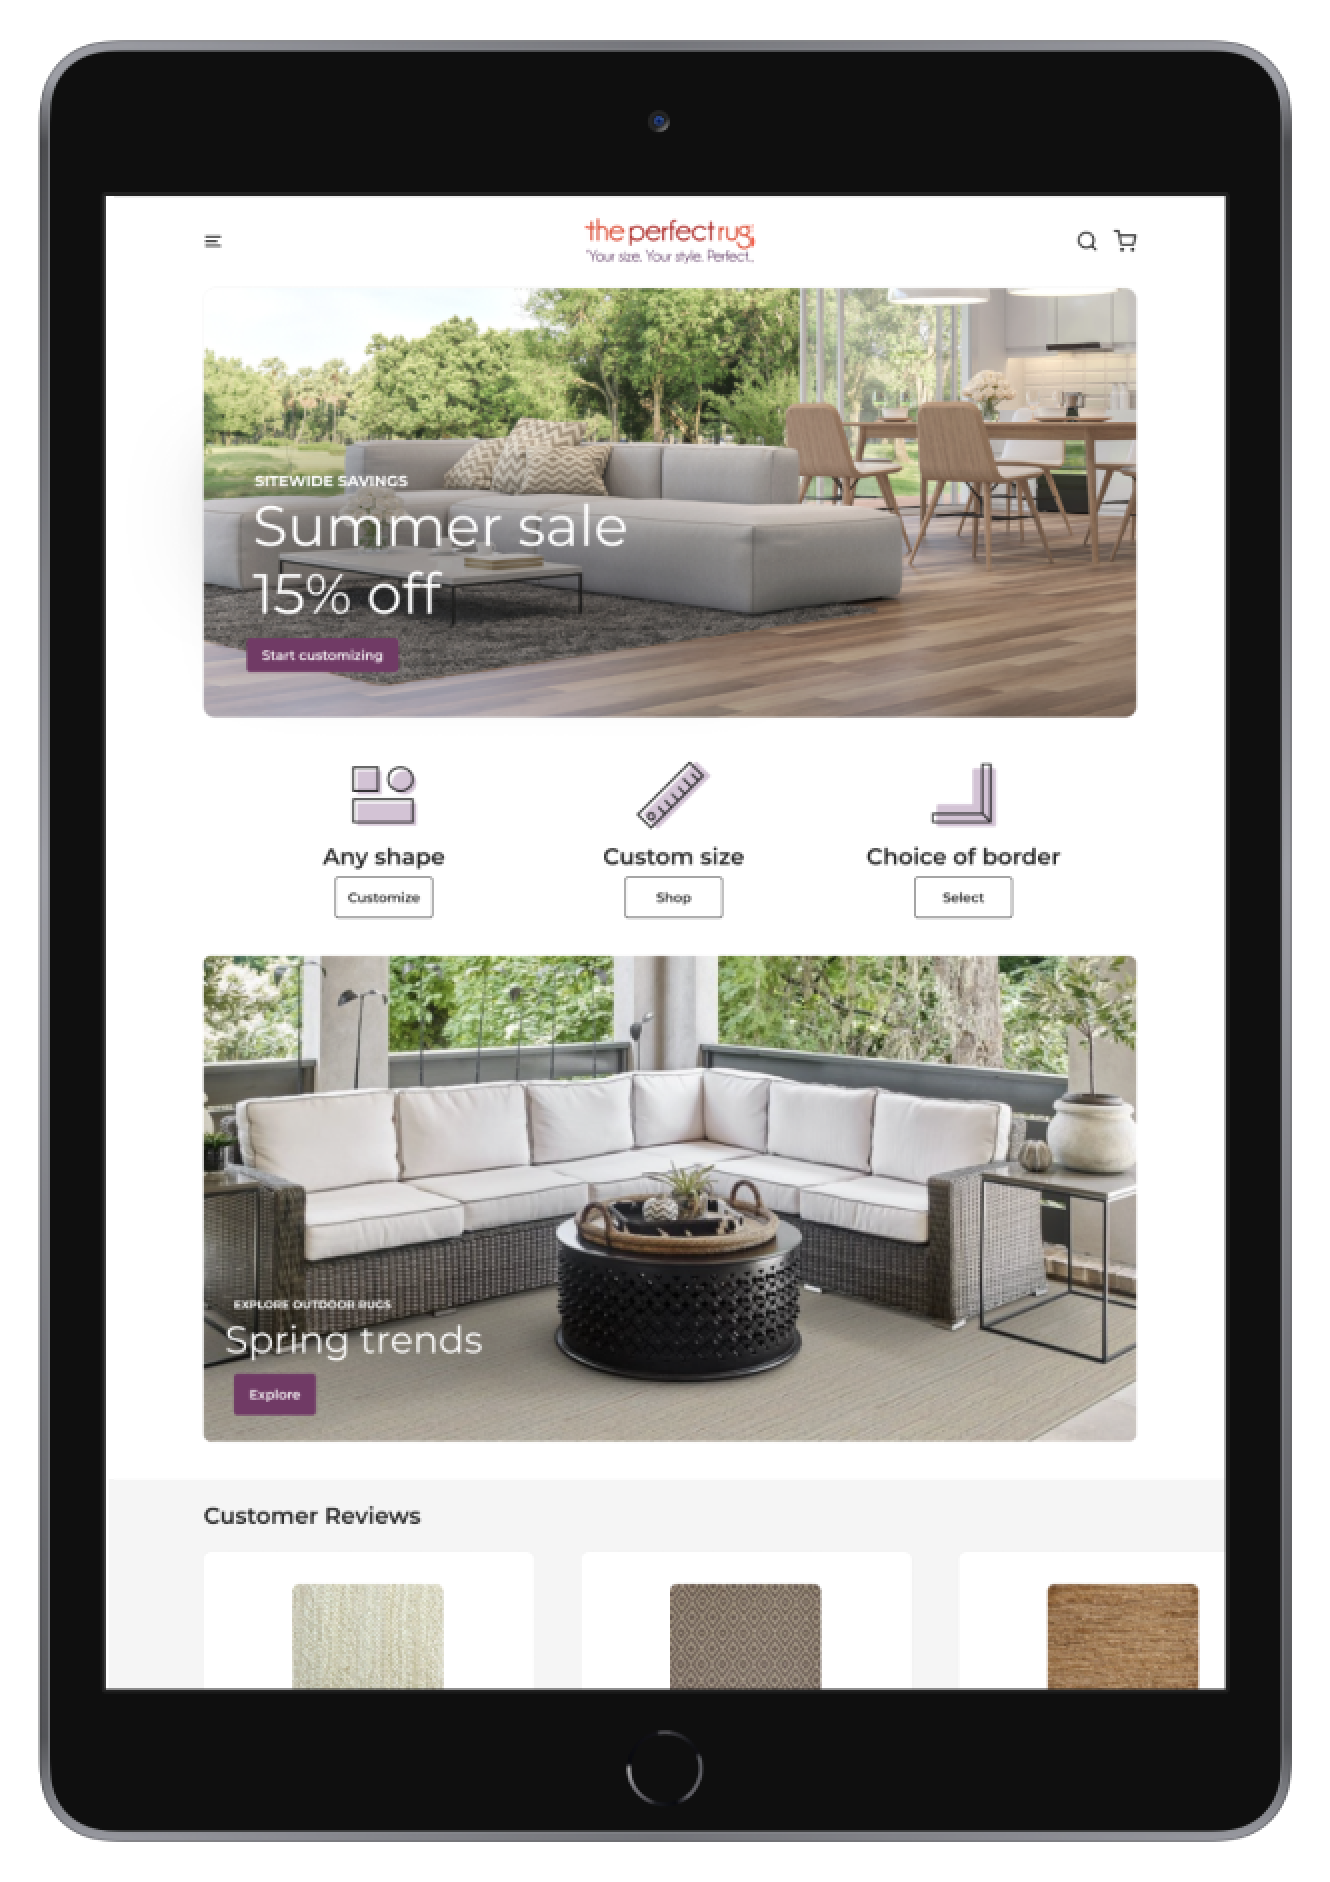 the perfect rug
"Your size. Your style. Perfect."
SITEWIDE SAVINGS
Summer sale
15% off
Start customizing
Any shape
Custom size
Choice of border
Customize
Shop
Select
EXPLORE OUTDOOR RUGS
Spring trends
Explore
Customer Reviews